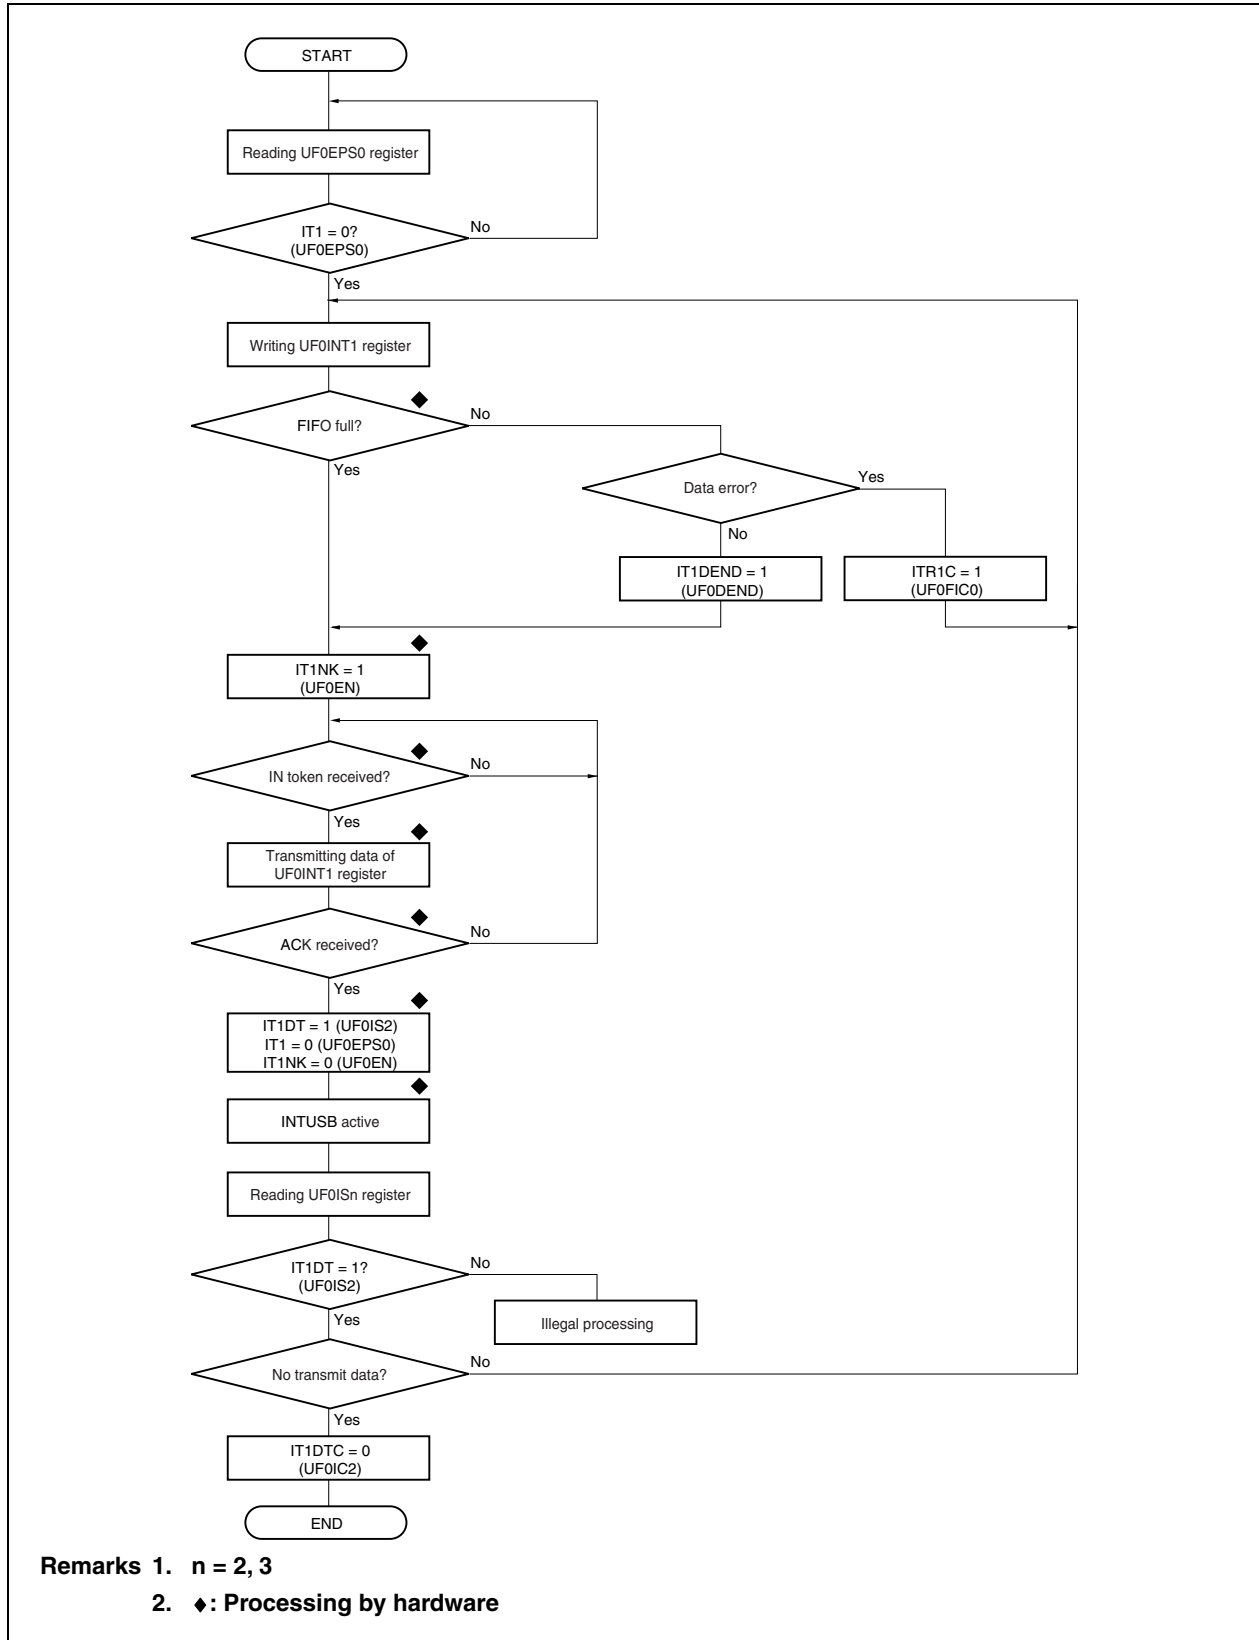 START
Reading UF0EPS0 register
IT1 = 0?
(UF0EPS0)
No
Yes
Writing UF0INT1 register
FIFO full?
No
Yes
Data error?
Yes
No
IT1DEND = 1
(UF0DEND)
ITR1C = 1
(UF0FIC0)
IT1NK = 1
(UF0EN)
IN token received?
No
Yes
Transmitting data of
UF0INT1 register
ACK received?
No
Yes
IT1DT = 1 (UF0IS2)
IT1 = 0 (UF0EPS0)
IT1NK = 0 (UF0EN)
INTUSB active
Reading UF0ISn register
IT1DT = 1?
(UF0IS2)
No
Illegal processing
Yes
No transmit data?
No
Yes
IT1DTC = 0
(UF0IC2)
END
Remarks 1. n = 2, 3
2. ♦: Processing by hardware